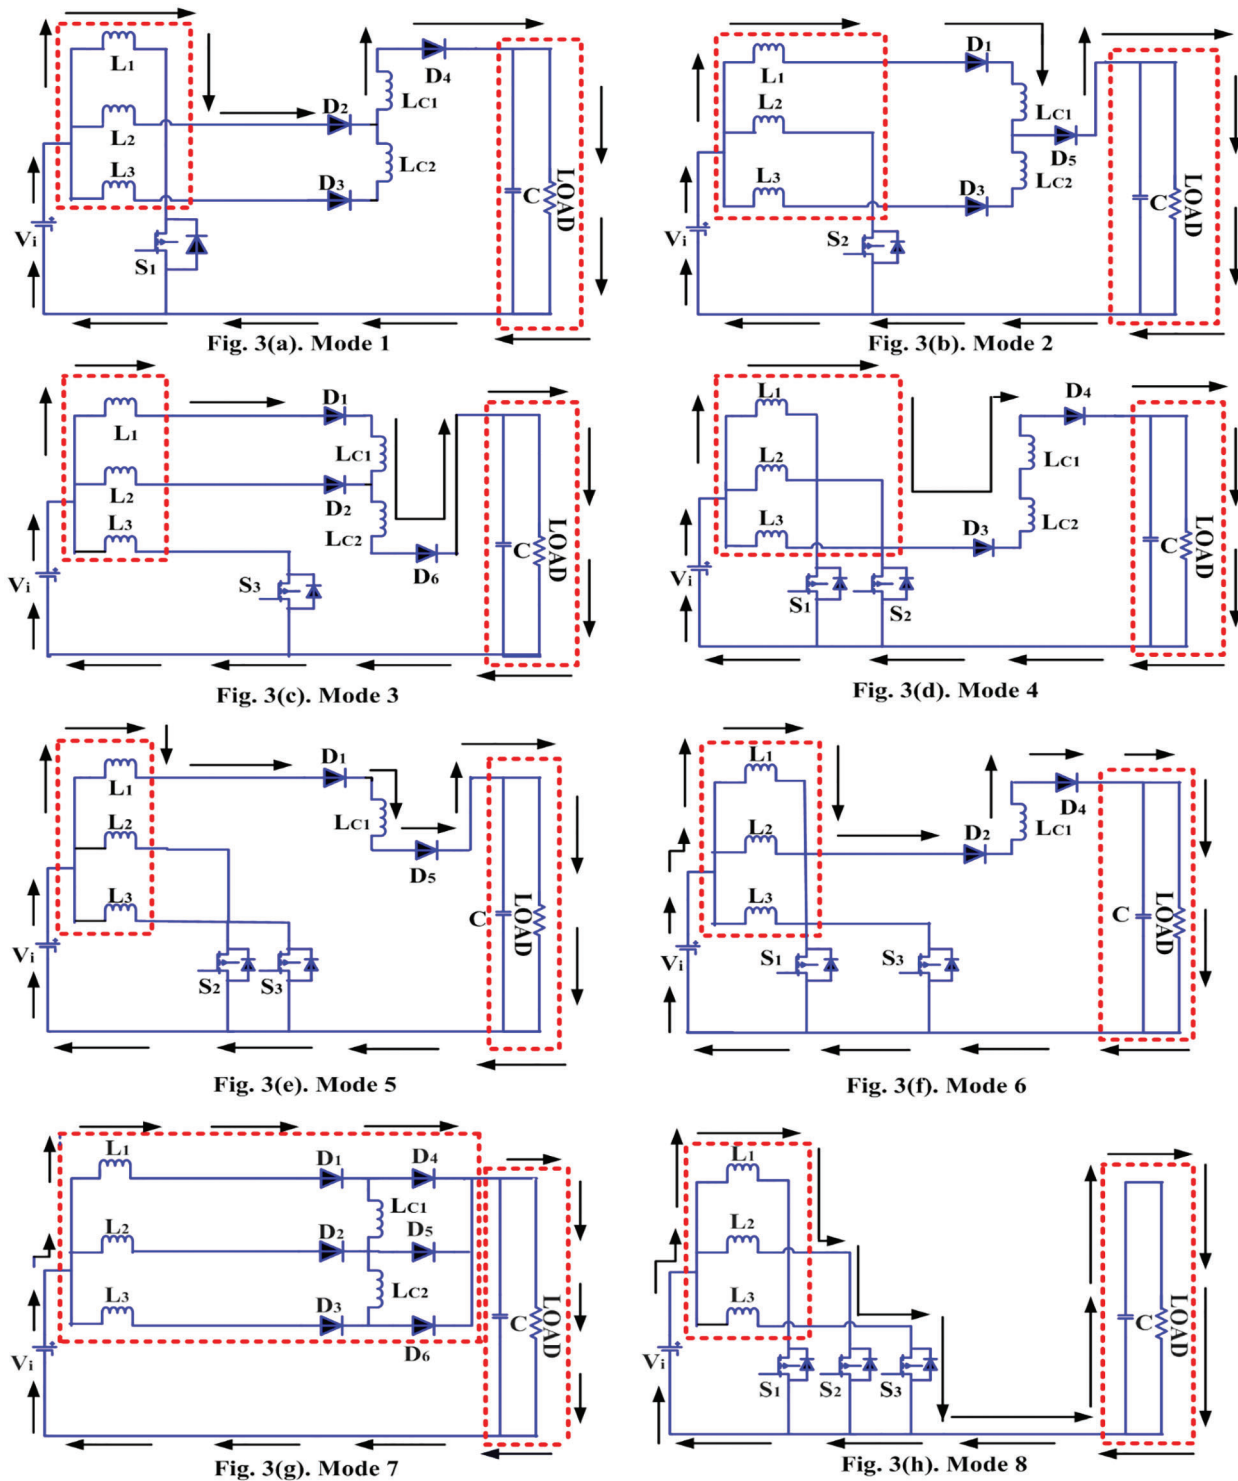 L1
D2
D4
LC1
L2
LC2
L3
D3
C
LOAD
Vi
S1
Fig. 3(a). Mode 1
D1
L1
L2
LC1
D5
LC2
L3
D3
C
LOAD
Vi
S2
Fig. 3(b). Mode 2
D1
L1
LC1
L2
D2
L3
LC2
D6
C
LOAD
Vi
S3
Fig. 3(c). Mode 3
L1
D4
L2
LC1
L3
D3
LC2
C
LOAD
Vi
S1
S2
Fig. 3(d). Mode 4
D1
L1
LC1
L2
D5
L3
C
LOAD
Vi
S2
S3
Fig. 3(e). Mode 5
L1
D4
L2
D2
LC1
L3
C
LOAD
Vi
S1
S3
Fig. 3(f). Mode 6
L1
D1
D4
LC1
L2
D2
D5
LC2
L3
D3
D6
C
LOAD
Vi
Fig. 3(g). Mode 7
L1
L2
L3
C
LOAD
Vi
S1
S2
S3
Fig. 3(h). Mode 8